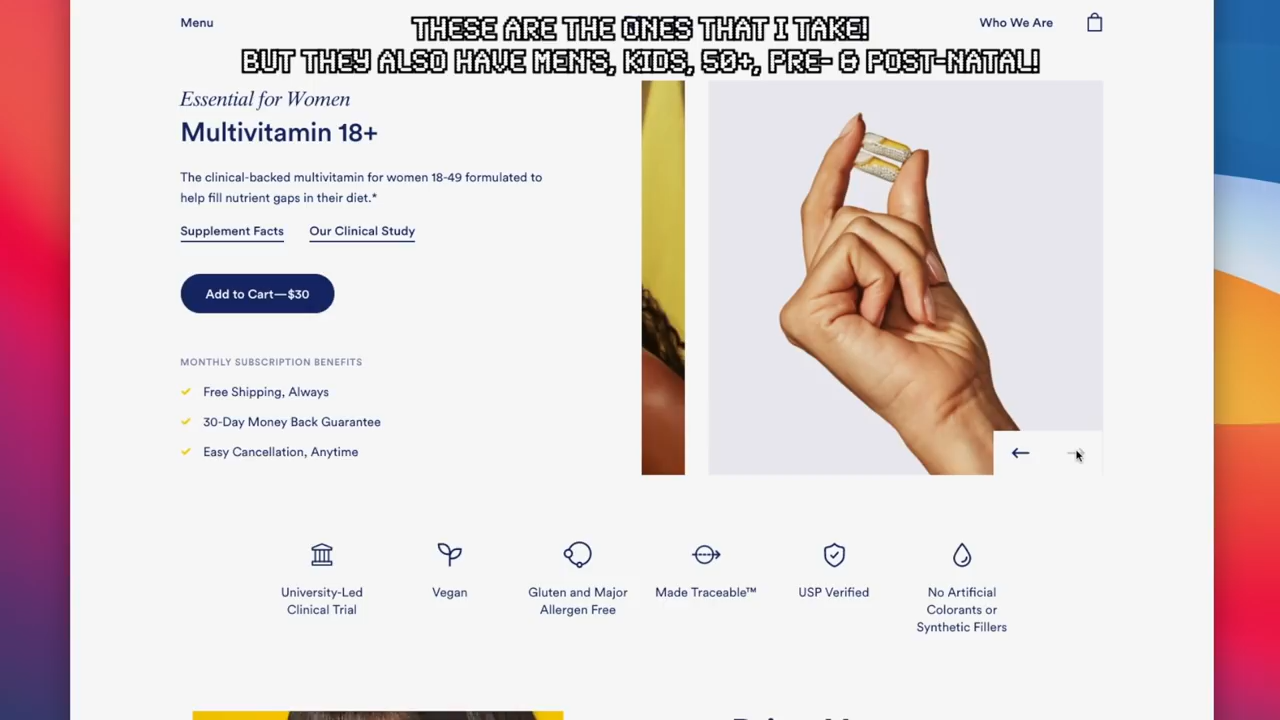 Menu
THESE ARE THE ONES THAT I TAKE!
Who We Are
BUT THEY ALSO HAVE MEN'S, KIDS, 50+, PRE- & POST-NATAL!
Essential for Women
Multivitamin 18+
The clinical-backed multivitamin for women 18-49 formulated to
help fill nutrient gaps in their diet.*
Supplement Facts
Our Clinical Study
Add to Cart—$30
MONTHLY SUBSCRIPTION BENEFITS
Free Shipping, Always
30-Day Money Back Guarantee
Easy Cancellation, Anytime
University-Led
Clinical Trial
Vegan
Gluten and Major
Allergen Free
Made Traceable™
USP Verified
No Artificial
Colorants or
Synthetic Fillers